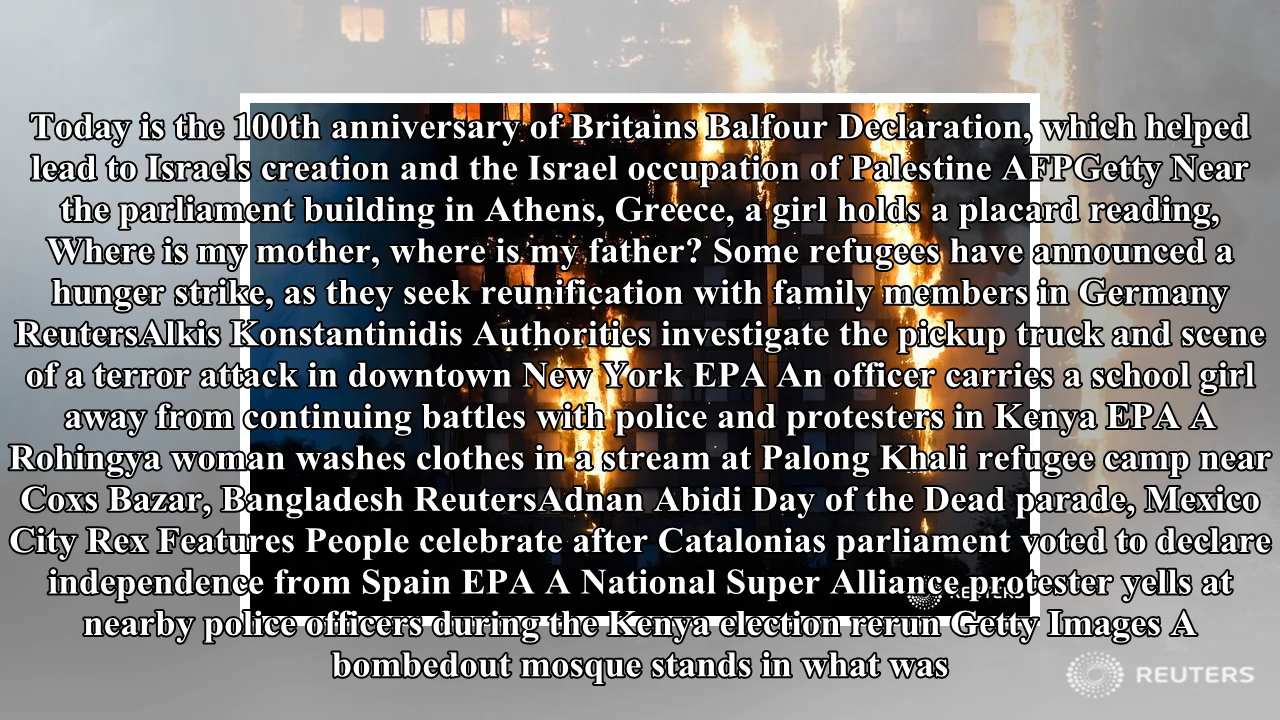 Today is the 100th anniversary of Britains Balfour Declaration, which helped
lead to Israels creation and the Israel occupation of Palestine AFPGetty Near
the parliament building in Athens, Greece, a girl holds a placard reading,
Where is my mother, where is my father? Some refugees have announced a
hunger strike, as they seek reunification with family members in Germany
ReutersAlkis Konstantinidis Authorities investigate the pickup truck and scene
of a terror attack in downtown New York EPA An officer carries a school girl
away from continuing battles with police and protesters in Kenya EPA A
Rohingya woman washes clothes in a stream at Palong Khali refugee camp near
Coxs Bazar, Bangladesh ReutersAdnan Abidi Day of the Dead parade, Mexico
City Rex Features People celebrate after Catalonias parliament voted to declare
independence from Spain EPA A National Super Alliance protester yells at
REUTERS
nearby police officers during the Kenya election rerun Getty Images A
bombedout mosque stands in what was
REUTERS